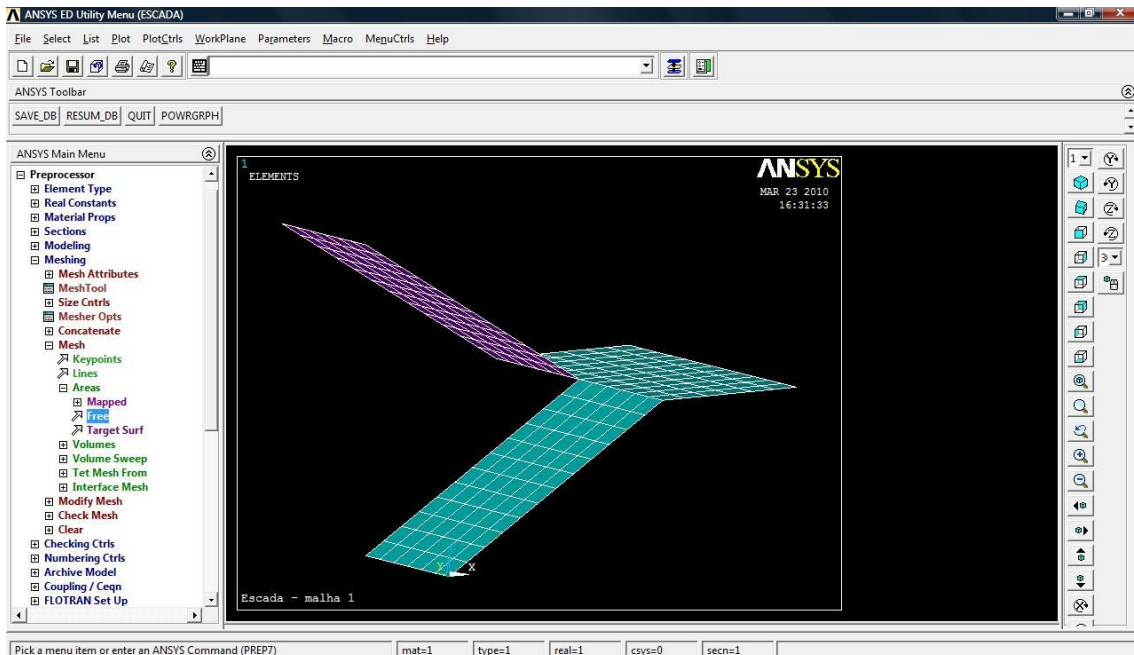 ANSYS ED Utility Menu (ESCADA)
File Select List Plot PlotCtrls WorkPlane Parameters Macro MenuCtrls Help
ANSYS Toolbar
SAVE_DB RESUM_DB QUIT POWRGRPH
ANSYS Main Menu
Preprocessor
Element Type
Real Constants
Material Props
Sections
Modeling
Meshing
Mesh Attributes
MeshTool
Size Cntrls
Mesher Opts
Concatenate
Mesh
Keypoints
Lines
Areas
Mapped
Free
Target Surf
Volumes
Volume Sweep
Tet Mesh From
Interface Mesh
Modify Mesh
Check Mesh
Clear
Checking Ctrls
Numbering Ctrls
Archive Model
Coupling / Ceqn
FLOTRAN Set Up
1
ELEMENTS
ANSYS
MAR 23 2010
16:31:33
Y X
Escada - malha 1
1
Pick a menu item or enter an ANSYS Command (PREP7) mat=1 type=1 real=1 csys=0 secn=1